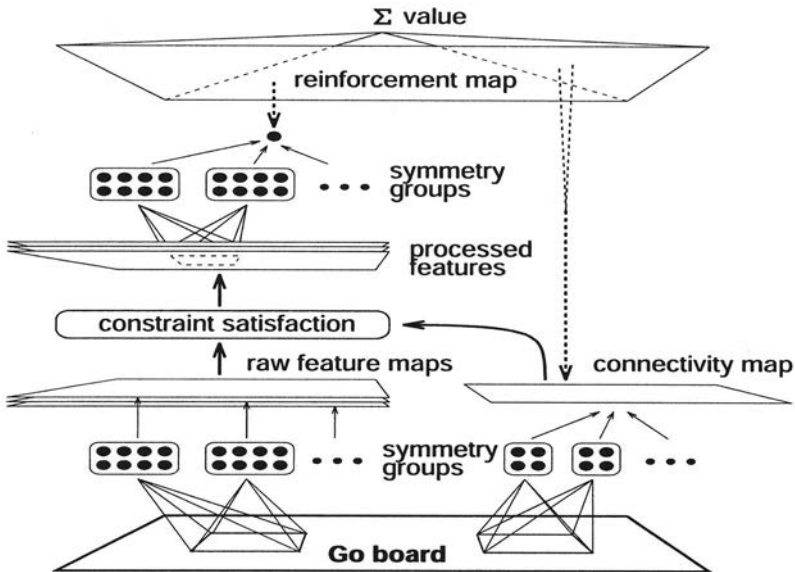 Σ value
reinforcement map
symmetry
groups
processed
features
constraint satisfaction
raw feature maps
connectivity map
symmetry
groups
Go board